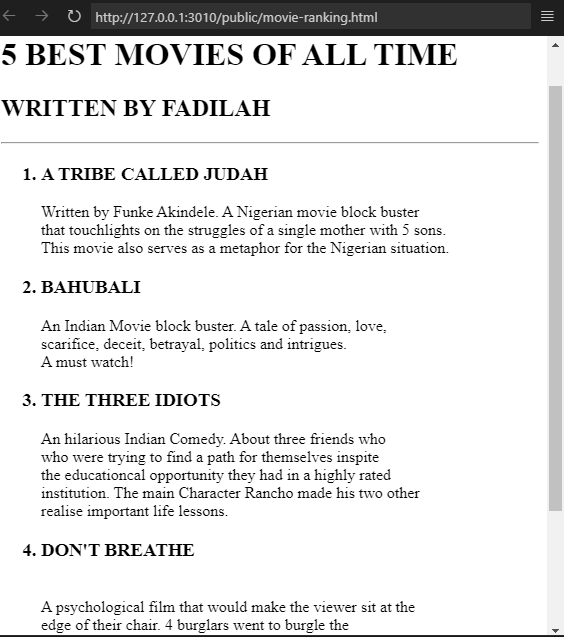 http://127.0.0.1:3010/public/movie-ranking.html
5 BEST MOVIES OF ALL TIME
WRITTEN BY FADILAH
1. A TRIBE CALLED JUDAH
Written by Funke Akindele. A Nigerian movie block buster
that touchlights on the struggles of a single mother with 5 sons.
This movie also serves as a metaphor for the Nigerian situation.
2. BAHUBALI
An Indian Movie block buster. A tale of passion, love,
scarifice, deceit, betrayal, politics and intrigues.
A must watch!
3. THE THREE IDIOTS
An hilarious Indian Comedy. About three friends who
who were trying to find a path for themselves inspite
the educationcal opportunity they had in a highly rated
institution. The main Character Rancho made his two other
realise important life lessons.
4. DON'T BREATHE
A psychological film that would make the viewer sit at the
edge of their chair. 4 burglars went to burgle the